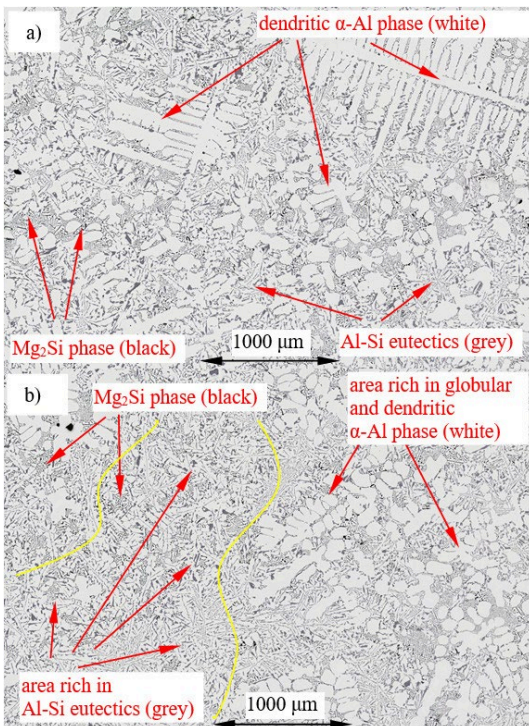 a)
dendritic α-Al phase (white)
Mg₂Si phase (black)
1000 μm
Al-Si eutectics (grey)
b)
Mg₂Si phase (black)
area rich in globular
and dendritic
α-Al phase (white)
area rich in
Al-Si eutectics (grey)
1000 μm